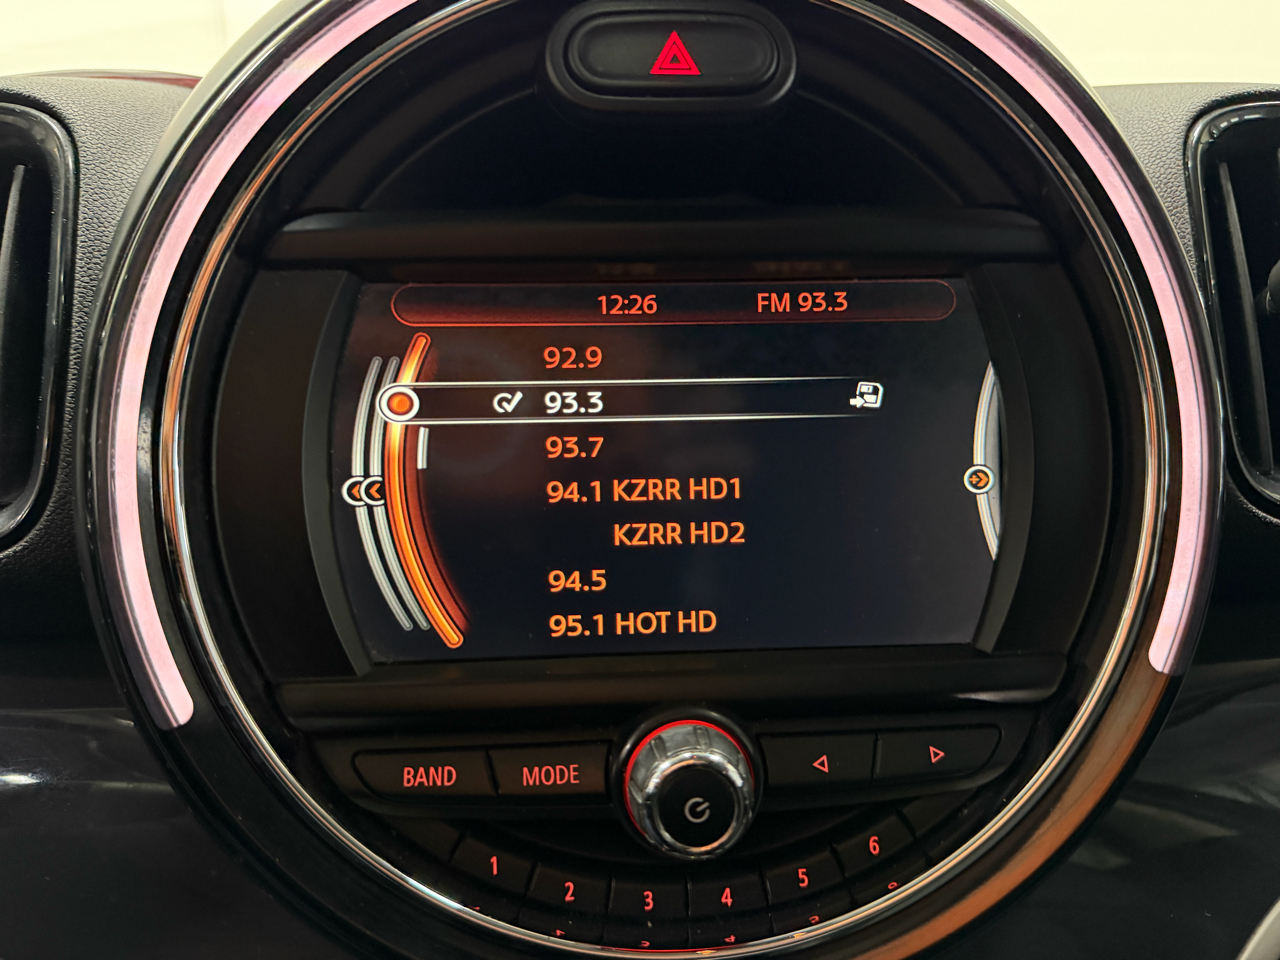 12:26 FM 93.3
92.9
93.3
93.7
94.1 KZRR HD1
KZRR HD2
94.5
95.1 HOT HD
BAND MODE
1 2 3 4 5 6